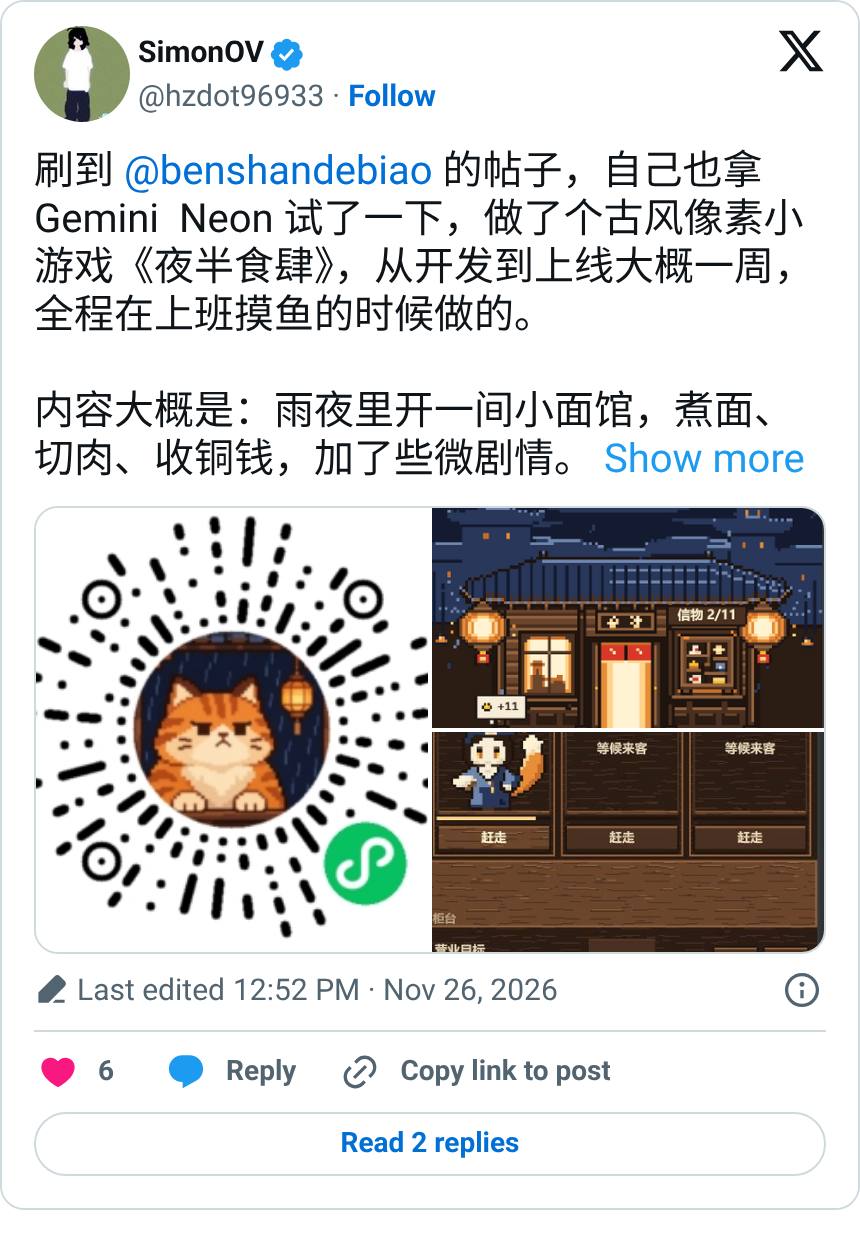 SimonOV
@hzdot96933 · Follow
刷到 @benshandebiao 的帖子，自己也拿
Gemini  Neon 试了一下，做了个古风像素小
游戏《夜半食肆》，从开发到上线大概一周，
全程在上班摸鱼的时候做的。
内容大概是：雨夜里开一间小面馆，煮面、
切肉、收铜钱，加了些微剧情。 Show more
信物 2/11
+11
等候来客
等候来客
赶走
赶走
赶走
柜台
营业目标
Last edited 12:52 PM · Nov 26, 2026
6
Reply
Copy link to post
Read 2 replies